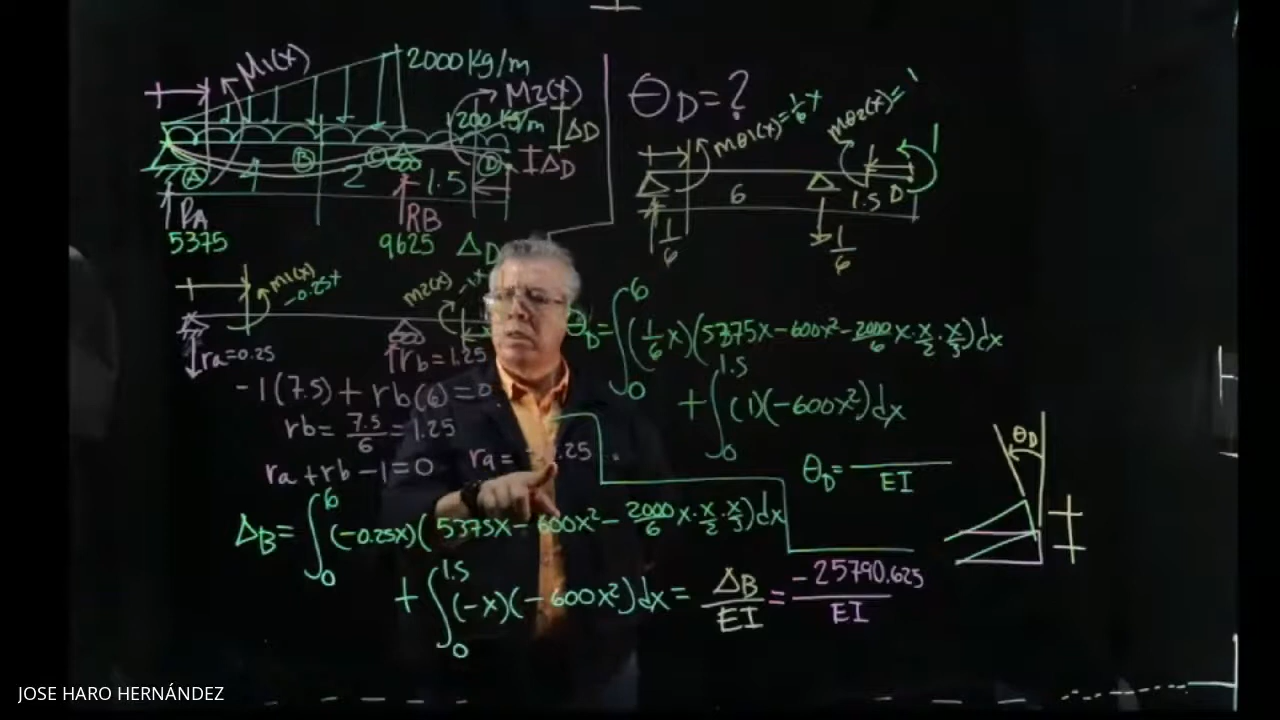 M1(x)
2000 kg/m
M2(x)
200 kg/m
ΔD
ΔD
A
B
C
D
4
2
1.5
RA
RB
5375
9625
ΔD
θD=?
mθ1(x)=1/6 x
mθ2(x)=1
1
6
1.5
D
1/6
1/6
m1(x)
-0.25x
m2(x)
-1x
ra=0.25
rb=1.25
-1(7.5)+rb(6)=0
rb=7.5/6=1.25
ra+rb-1=0
ra=
.25
∫₀⁶(1/6 x)(5375x-600x²-2000/6 x·x/2·x/3)dx
+∫₀^1.5(1)(-600x²)dx
θD= /EI
θD
ΔB=∫₀⁶(-0.25x)(5375x-600x²-2000/6 x·x/2·x/3)dx
+∫₀^1.5(-x)(-600x²)dx=ΔB/EI=-25790.625/EI
JOSE HARO HERNÁNDEZ